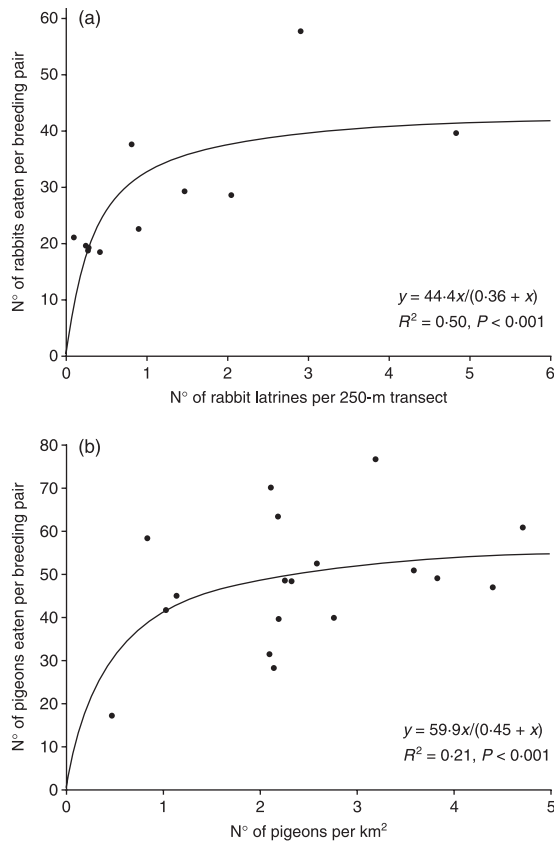 (a)
60
50
40
30
20
10
0
N° of rabbits eaten per breeding pair
y = 44·4x/(0·36 + x)
R² = 0·50, P < 0·001
0 1 2 3 4 5 6
N° of rabbit latrines per 250-m transect
(b)
80
70
60
50
40
30
20
10
0
N° of pigeons eaten per breeding pair
y = 59·9x/(0·45 + x)
R² = 0·21, P < 0·001
0 1 2 3 4 5
N° of pigeons per km²